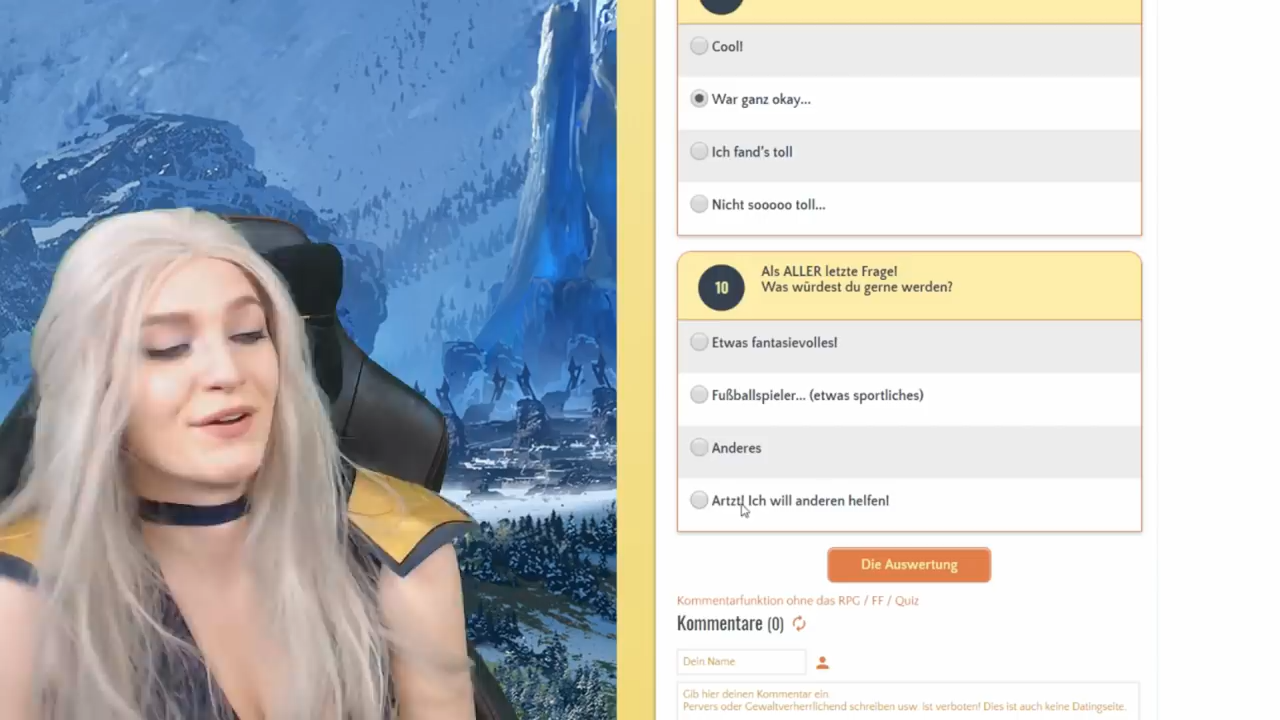 Cool!
War ganz okay...
Ich fand's toll
Nicht sooooo toll...
10
Als ALLER letzte Frage!
Was würdest du gerne werden?
Etwas fantasievolles!
Fußballspieler... (etwas sportliches)
Anderes
Artzt! Ich will anderen helfen!
Die Auswertung
Kommentarfunktion ohne das RPG / FF / Quiz
Kommentare (0)
Dein Name
Gib hier deinen Kommentar ein
Pervers oder Gewaltverherrlichend schreiben usw. ist verboten! Dies ist auch keine Datingseite.